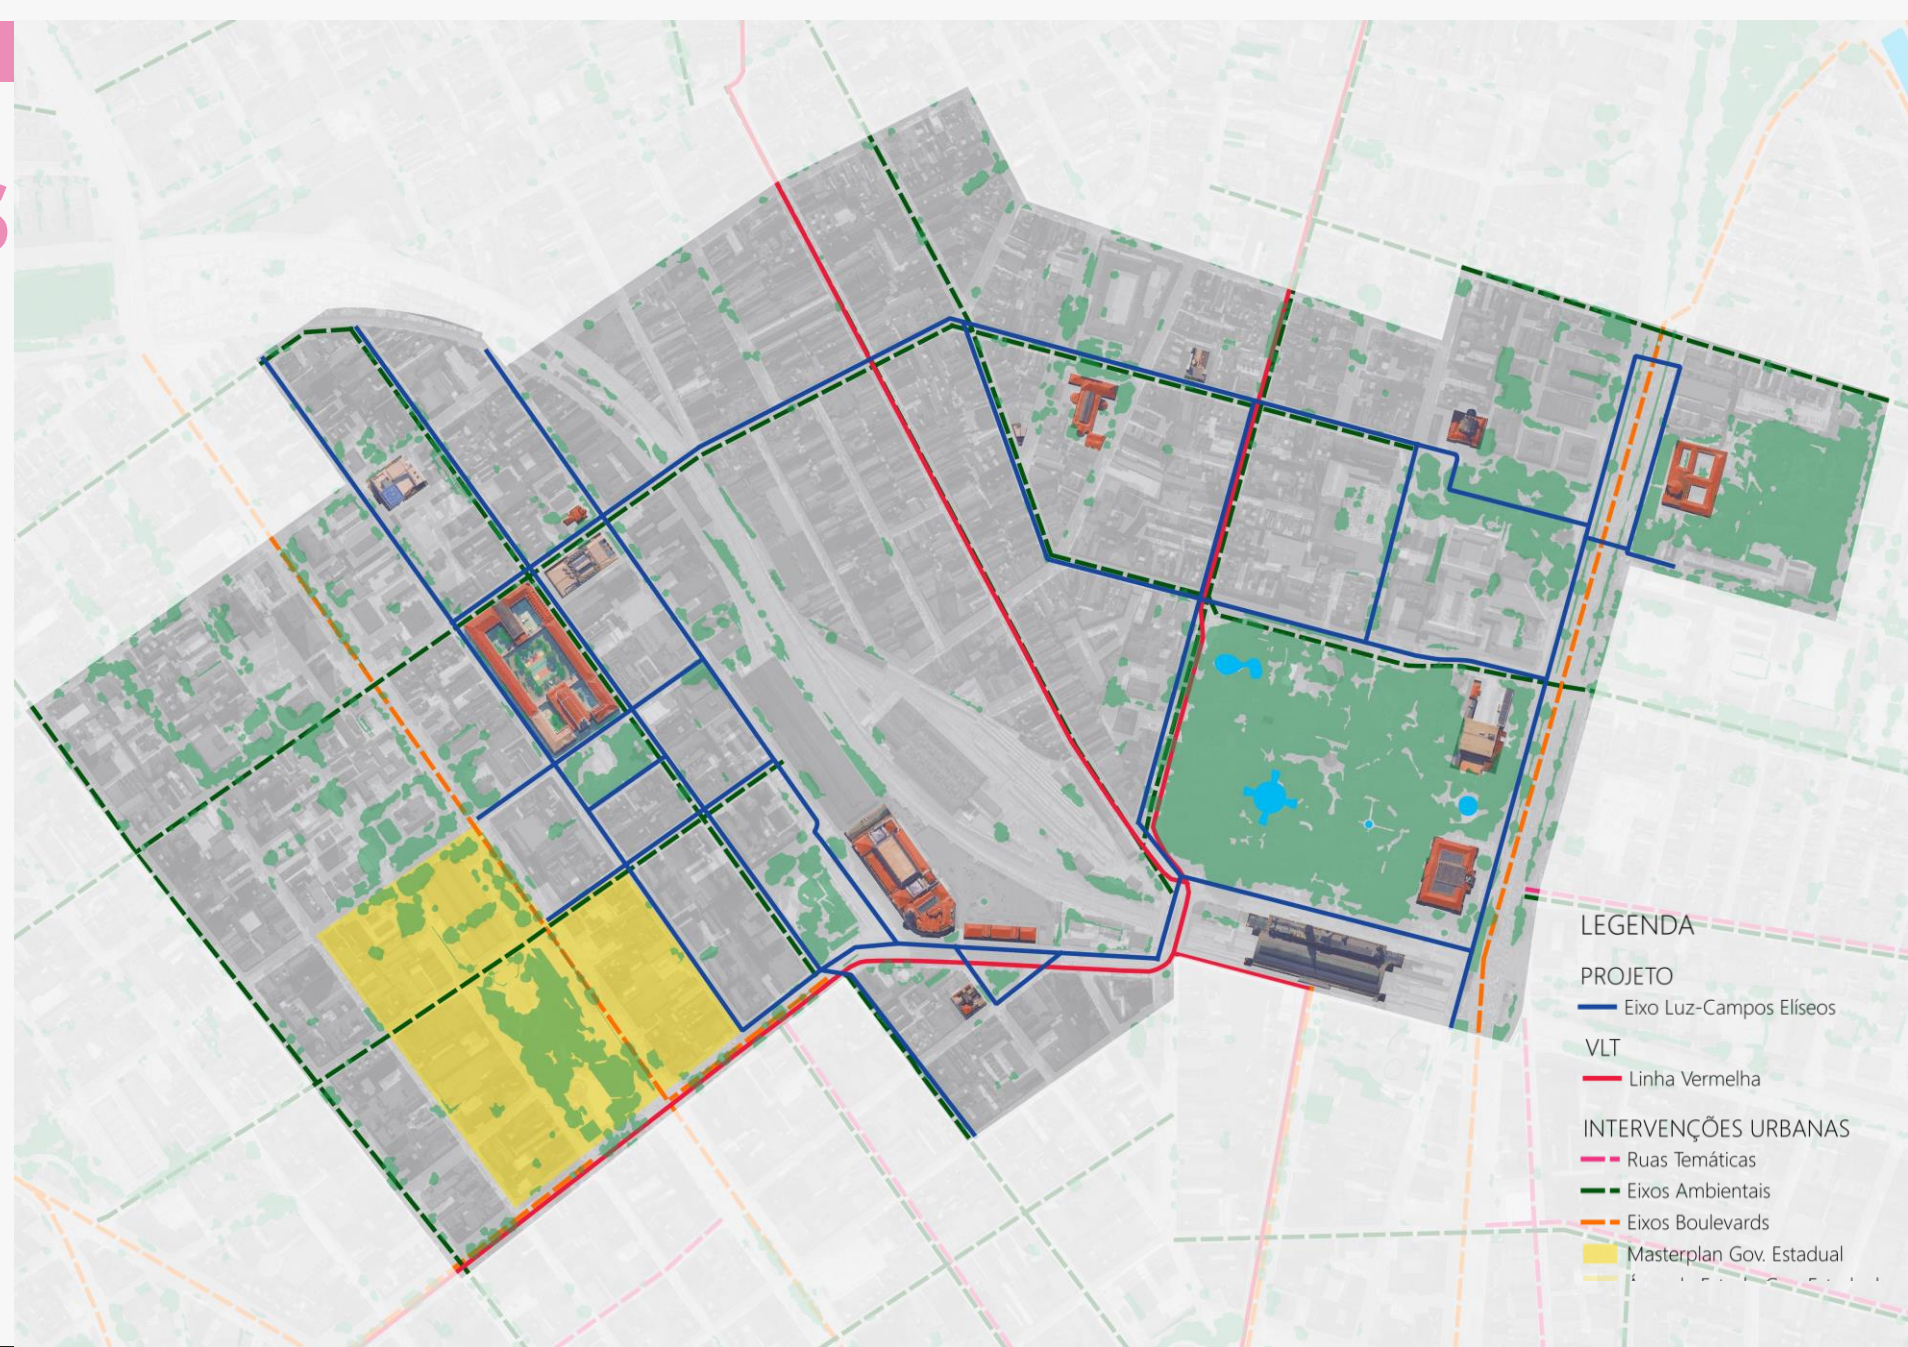 S
LEGENDA
PROJETO
Eixo Luz-Campos Elíseos
VLT
Linha Vermelha
INTERVENÇÕES URBANAS
Ruas Temáticas
Eixos Ambientais
Eixos Boulevards
Masterplan Gov. Estadual